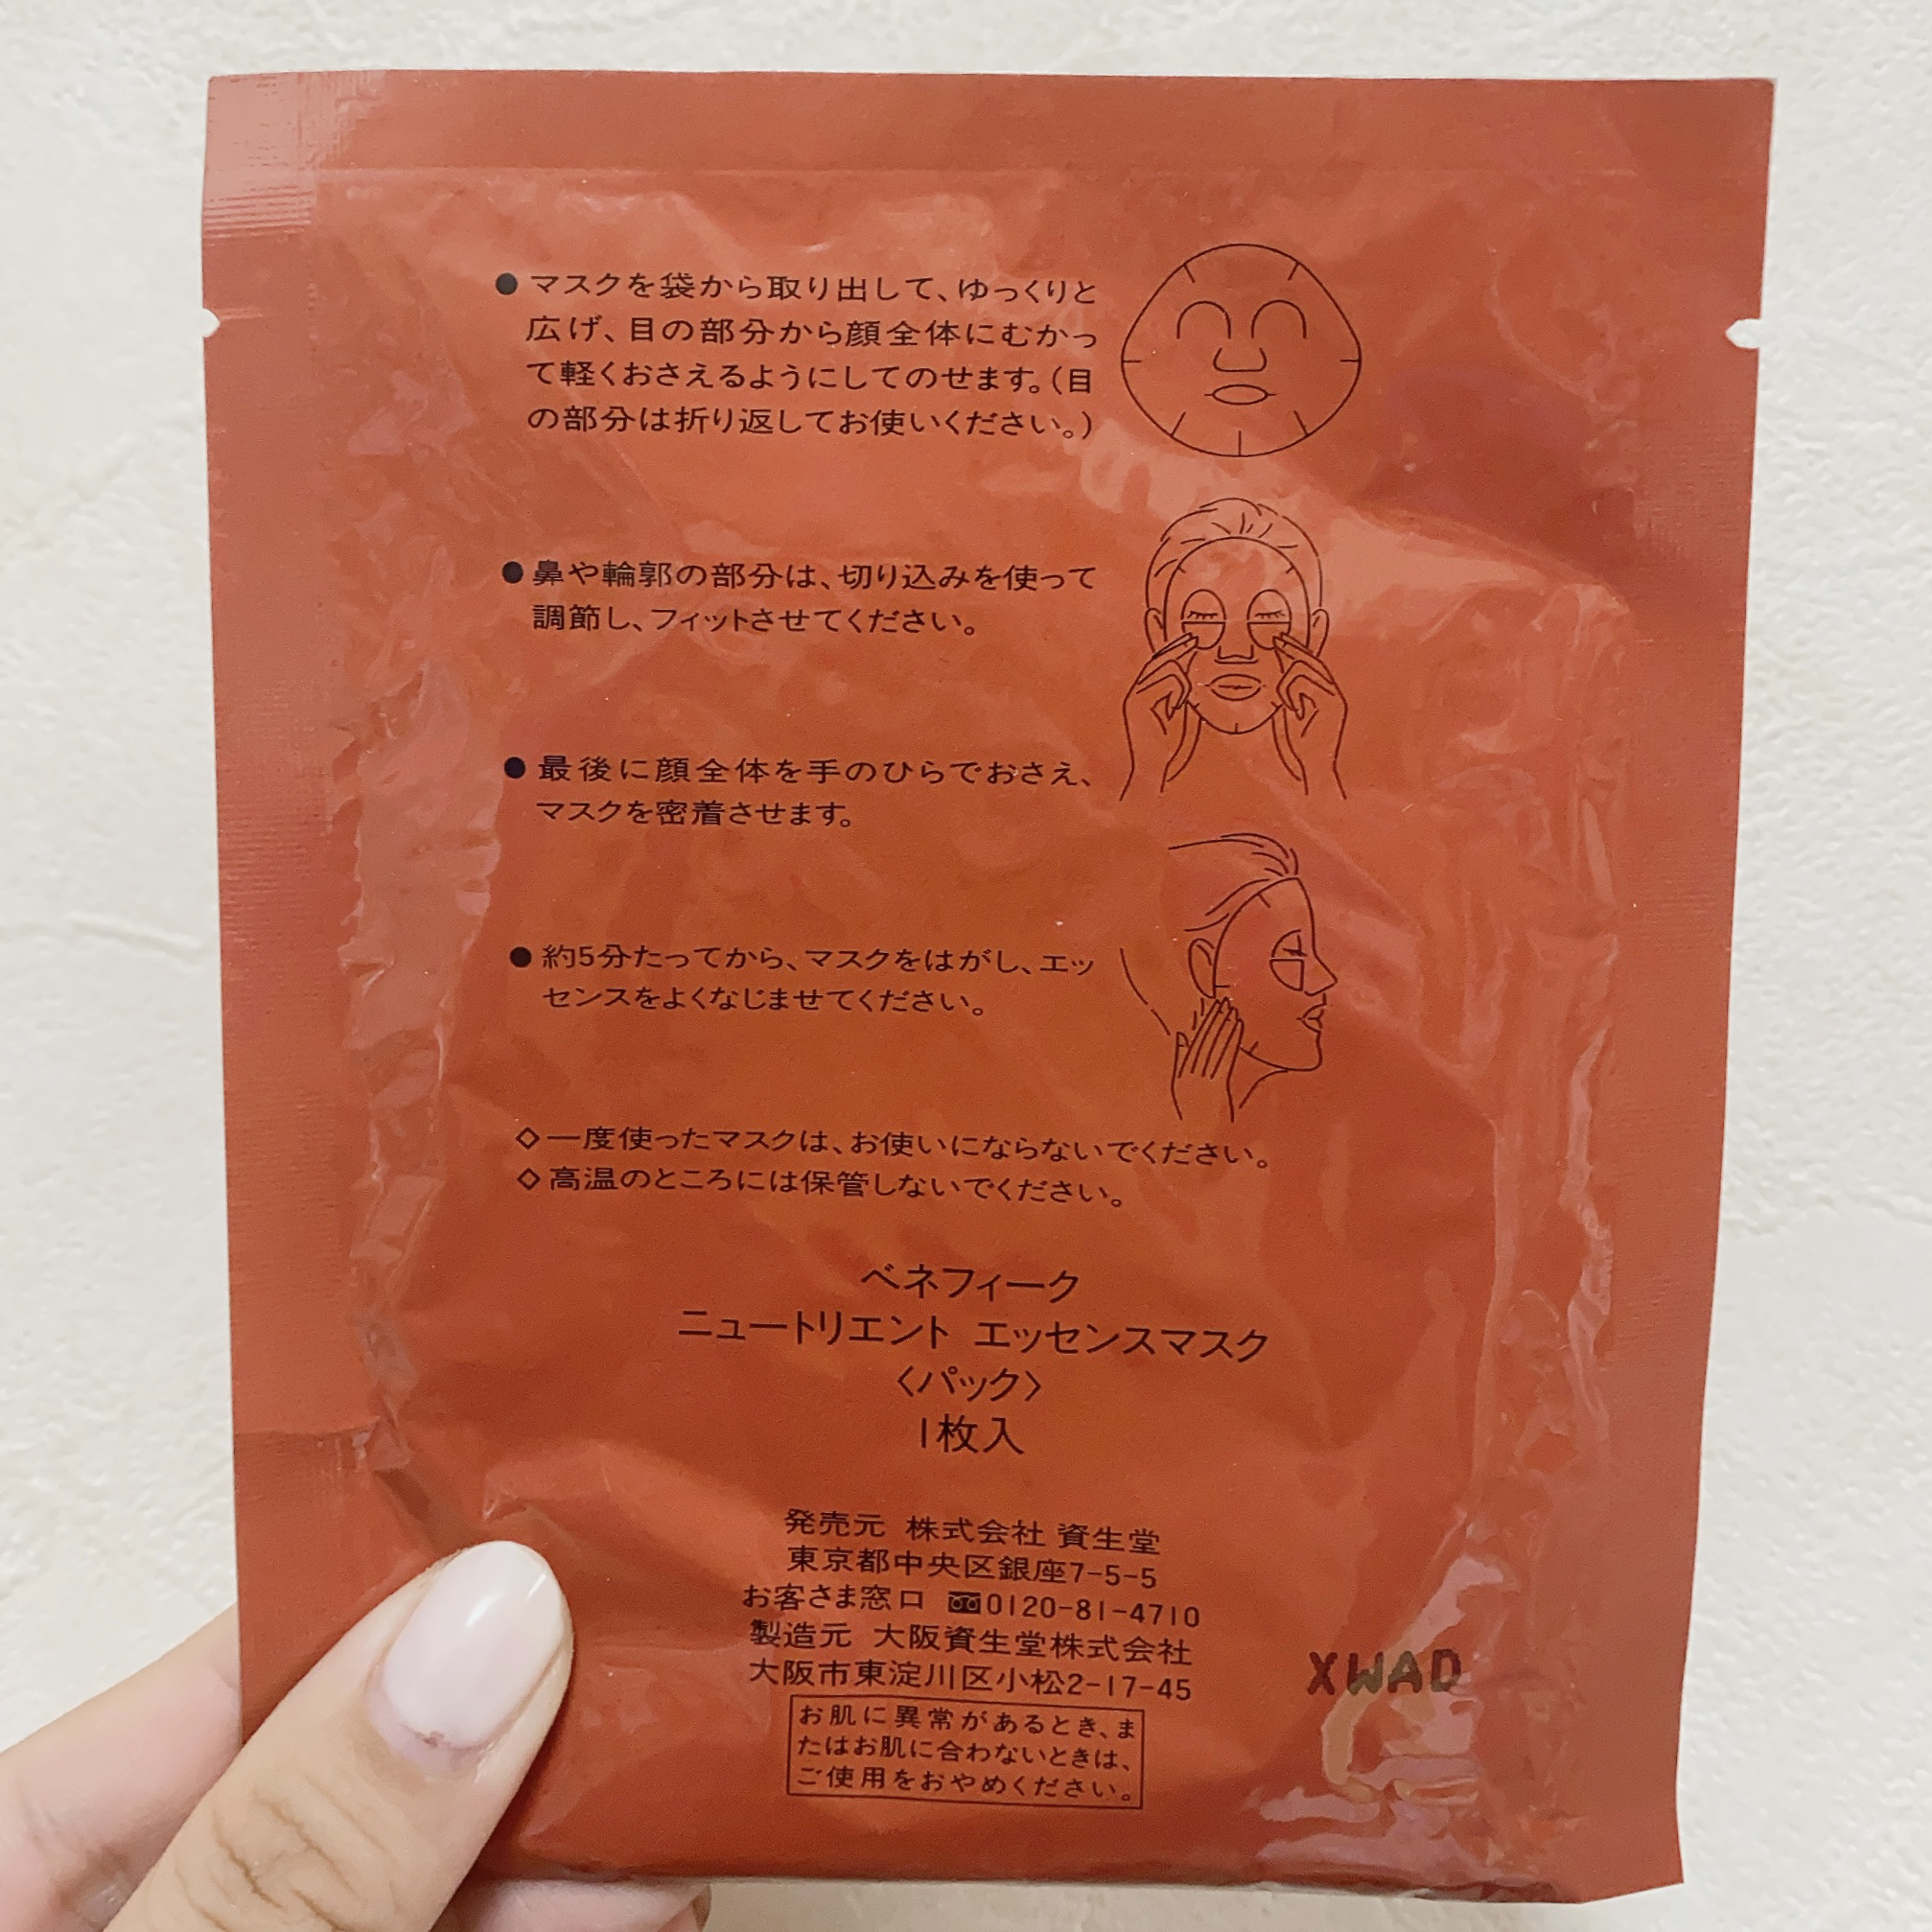 ●マスクを袋から取り出して、ゆっくりと
広げ、目の部分から顔全体にむかっ
て軽くおさえるようにしてのせます。(目
の部分は折り返してお使いください。)
●鼻や輪郭の部分は、切り込みを使って
調節し、フィットさせてください。
●最後に顔全体を手のひらでおさえ、
マスクを密着させます。
●約5分たってから、マスクをはがし、エッ
センスをよくなじませてください。
◇一度使ったマスクは、お使いにならないでください。
◇高温のところには保管しないでください。
ベネフィーク
ニュートリエント エッセンスマスク
〈パック〉
1枚入
発売元 株式会社 資生堂
東京都中央区銀座7-5-5
お客さま窓口 0120-81-4710
製造元 大阪資生堂株式会社
大阪市東淀川区小松2-17-45
お肌に異常があるとき、ま
たはお肌に合わないときは、
ご使用をおやめください。
XWAD